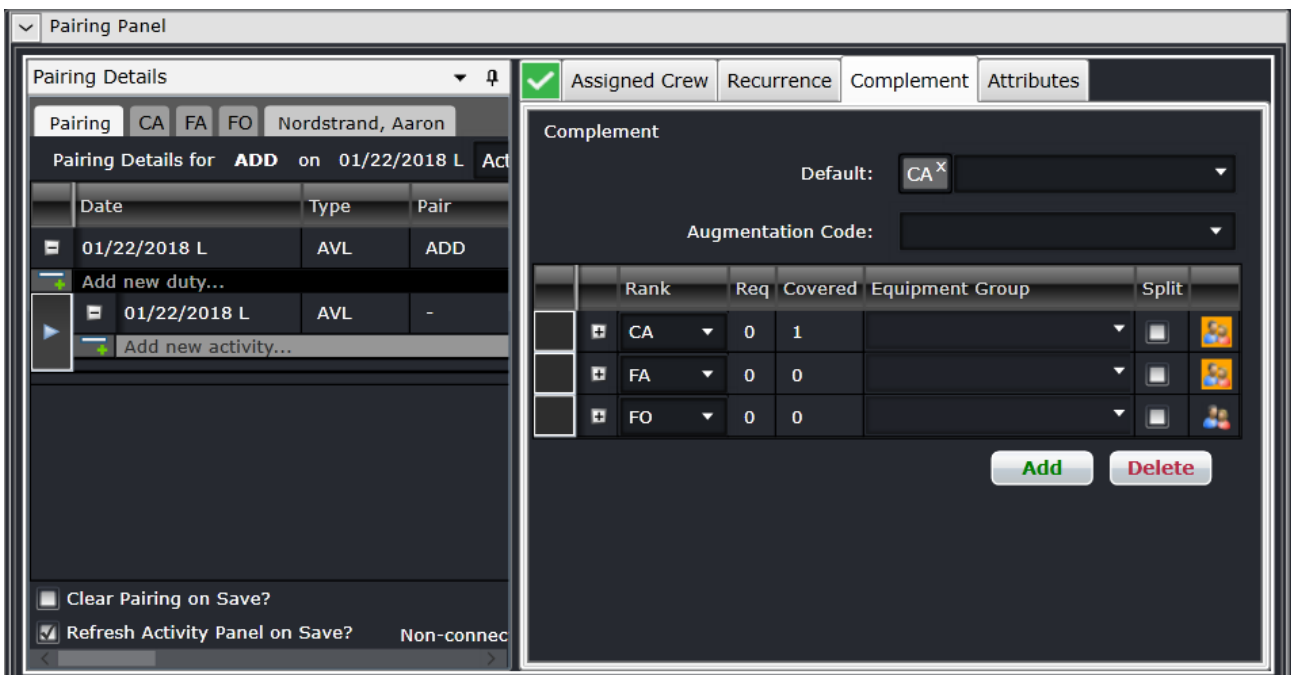 Pairing Panel
Pairing Details
Assigned Crew Recurrence Complement Attributes
Pairing CA FA FO Nordstrand, Aaron
Pairing Details for ADD on 01/22/2018 L Act
Date Type Pair
01/22/2018 L AVL ADD
Add new duty...
01/22/2018 L AVL -
Add new activity...
Clear Pairing on Save?
Refresh Activity Panel on Save? Non-connec
Complement
Default: CA X
Augmentation Code:
Rank Req Covered Equipment Group Split
CA 0 1
FA 0 0
FO 0 0
Add Delete